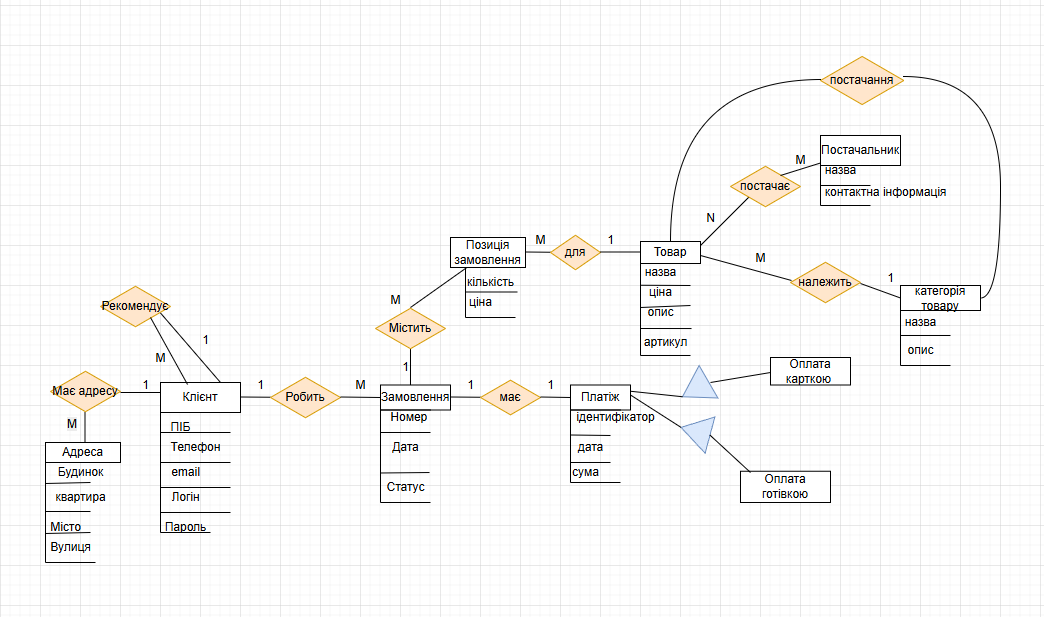 постачання
Постачальник
назва
контактна інформація
M
постачає
N
Позиція
замовлення
кількість
ціна
M
для
1
Товар
назва
ціна
опис
артикул
M
належить
1
категорія
товару
назва
опис
Рекомендує
M
1
M
Містить
1
Має адресу
1
M
Клієнт
ПІБ
Телефон
email
Логін
Пароль
1
Робить
M
Замовлення
Номер
Дата
Статус
1
має
1
Платіж
ідентифікатор
дата
сума
Оплата
карткою
Оплата
готівкою
Адреса
Будинок
квартира
Місто
Вулиця